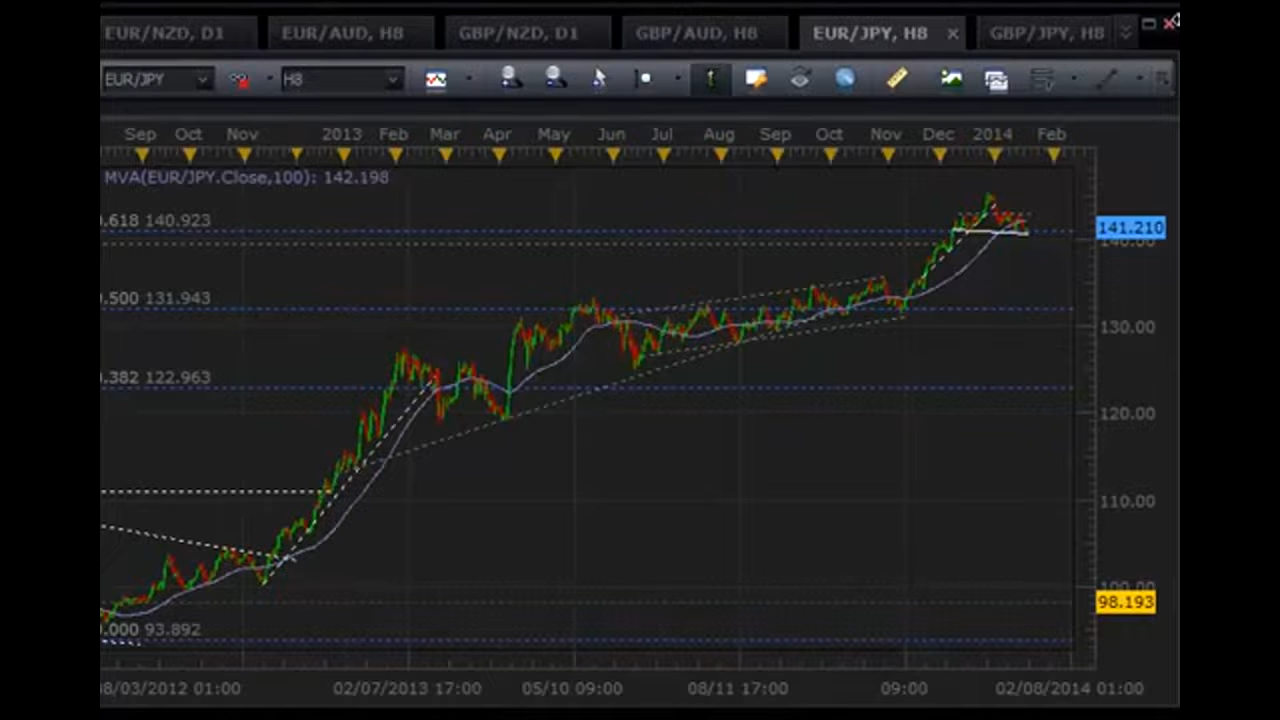 EUR/NZD, D1 EUR/AUD, H8 GBP/NZD, D1 GBP/AUD, H8 EUR/JPY, H8 GBP/JPY, H8
EUR/JPY H8
Sep Oct Nov 2013 Feb Mar Apr May Jun Jul Aug Sep Oct Nov Dec 2014 Feb
MVA(EUR/JPY.Close,100): 142.198
0.618 140.923
141.210
140.00
0.500 131.943
130.00
0.382 122.963
120.00
110.00
100.00
98.193
0.000 93.892
8/03/2012 01:00 02/07/2013 17:00 05/10 09:00 08/11 17:00 09:00 02/08/2014 01:00